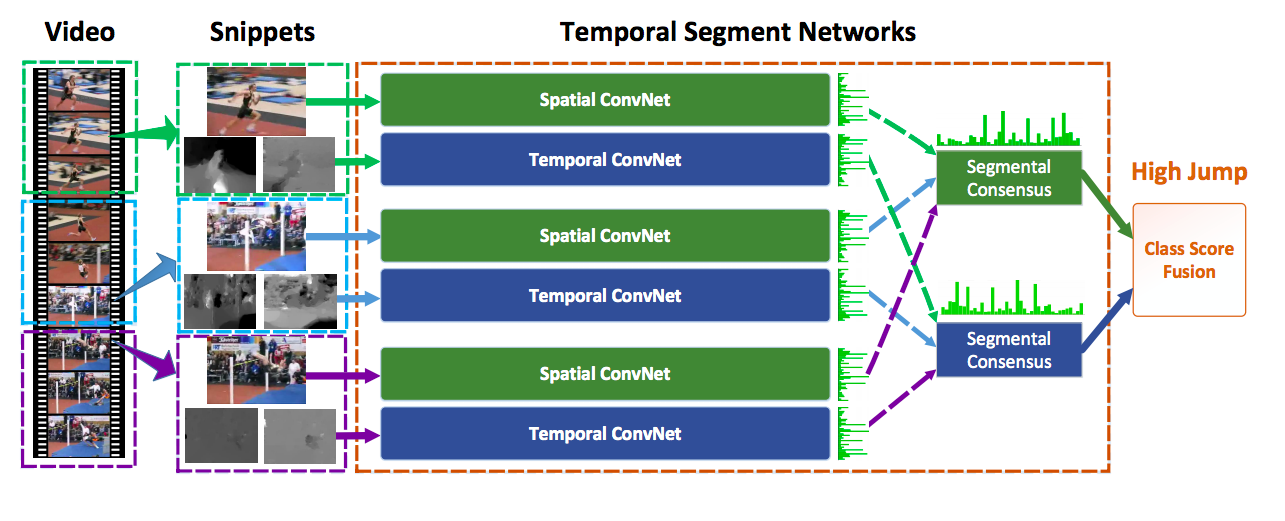 Video
Snippets
Temporal Segment Networks
Spatial ConvNet
Temporal ConvNet
Spatial ConvNet
Temporal ConvNet
Spatial ConvNet
Temporal ConvNet
Segmental
Consensus
Segmental
Consensus
High Jump
Class Score
Fusion